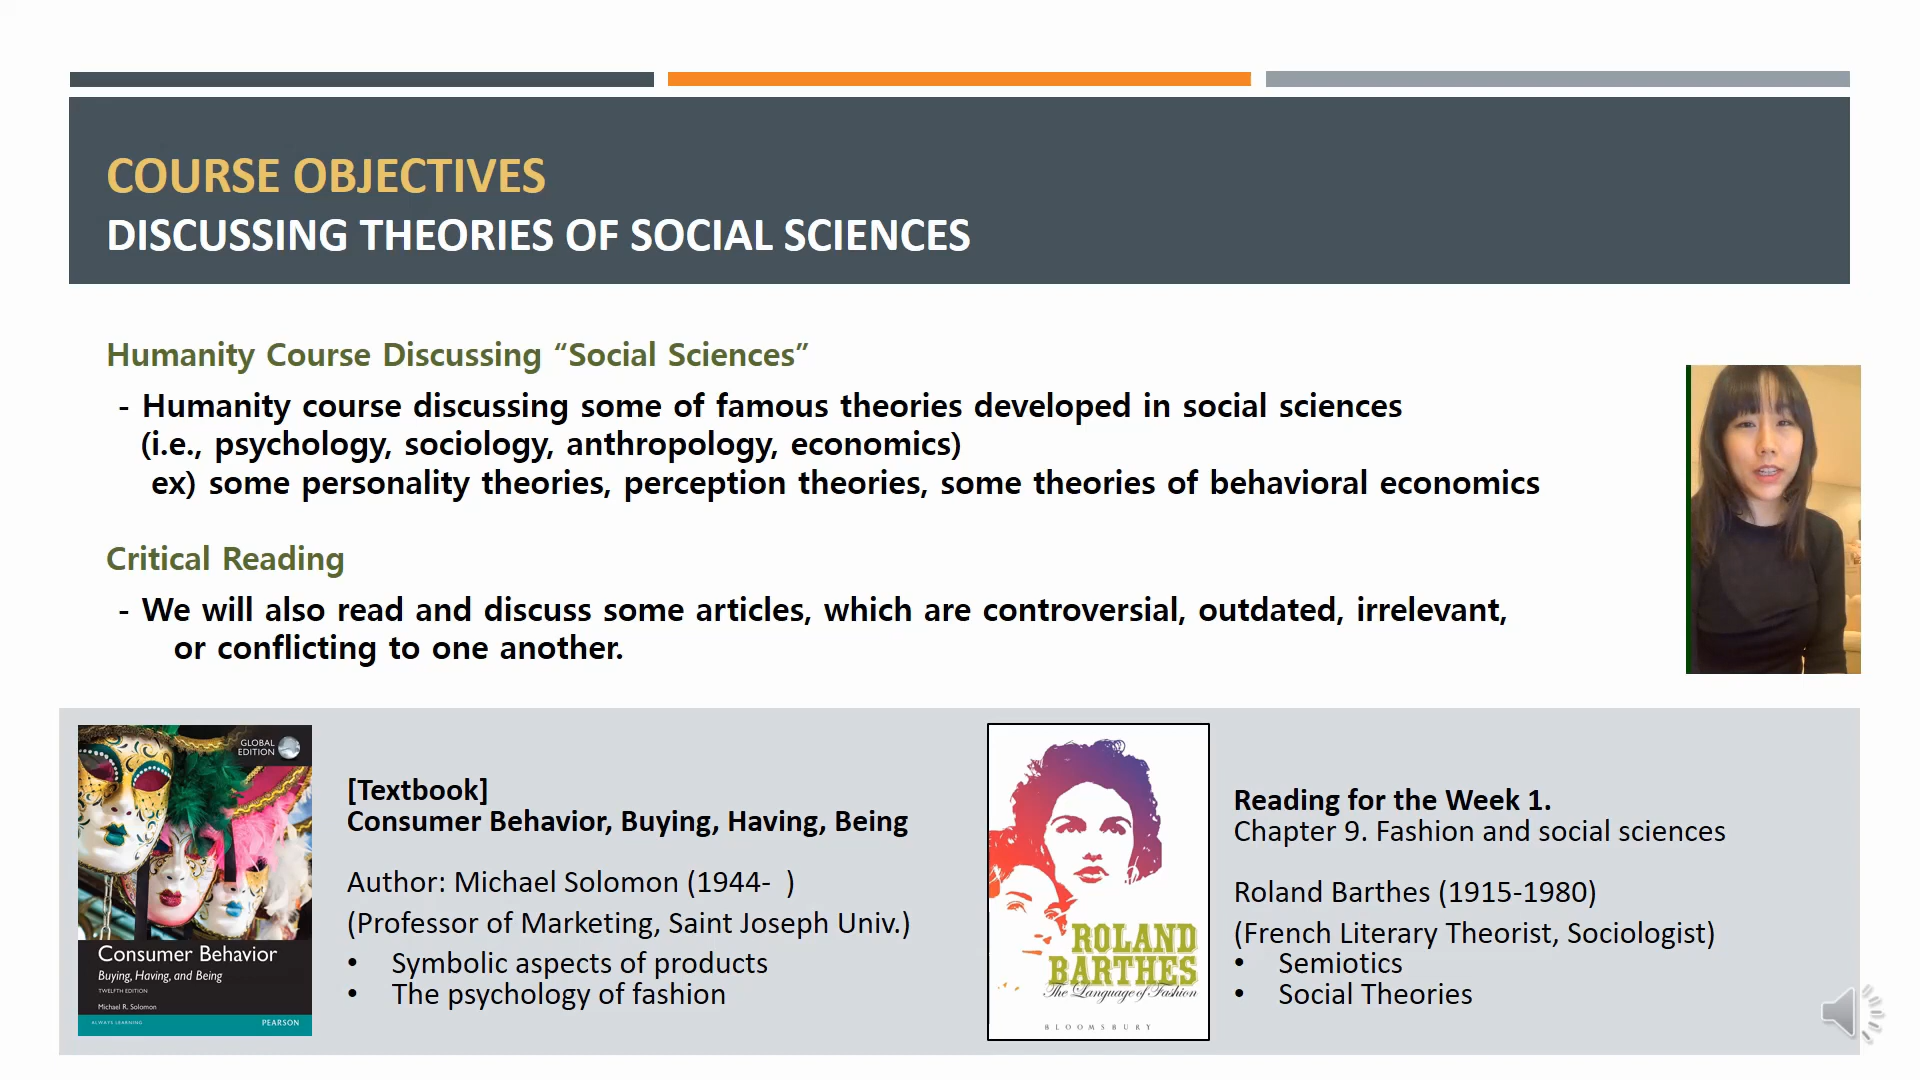 COURSE OBJECTIVES
DISCUSSING THEORIES OF SOCIAL SCIENCES
Humanity Course Discussing “Social Sciences”
- Humanity course discussing some of famous theories developed in social sciences
(i.e., psychology, sociology, anthropology, economics)
ex) some personality theories, perception theories, some theories of behavioral economics
Critical Reading
- We will also read and discuss some articles, which are controversial, outdated, irrelevant,
or conflicting to one another.
GLOBAL
EDITION
Consumer Behavior
Buying, Having, and Being
TWELFTH EDITION
Michael R. Solomon
ALWAYS LEARNING
PEARSON
[Textbook]
Consumer Behavior, Buying, Having, Being
Author: Michael Solomon (1944-  )
(Professor of Marketing, Saint Joseph Univ.)
• Symbolic aspects of products
• The psychology of fashion
ROLAND
BARTHES
The Language of Fashion
BLOOMSBURY
Reading for the Week 1.
Chapter 9. Fashion and social sciences
Roland Barthes (1915-1980)
(French Literary Theorist, Sociologist)
• Semiotics
• Social Theories